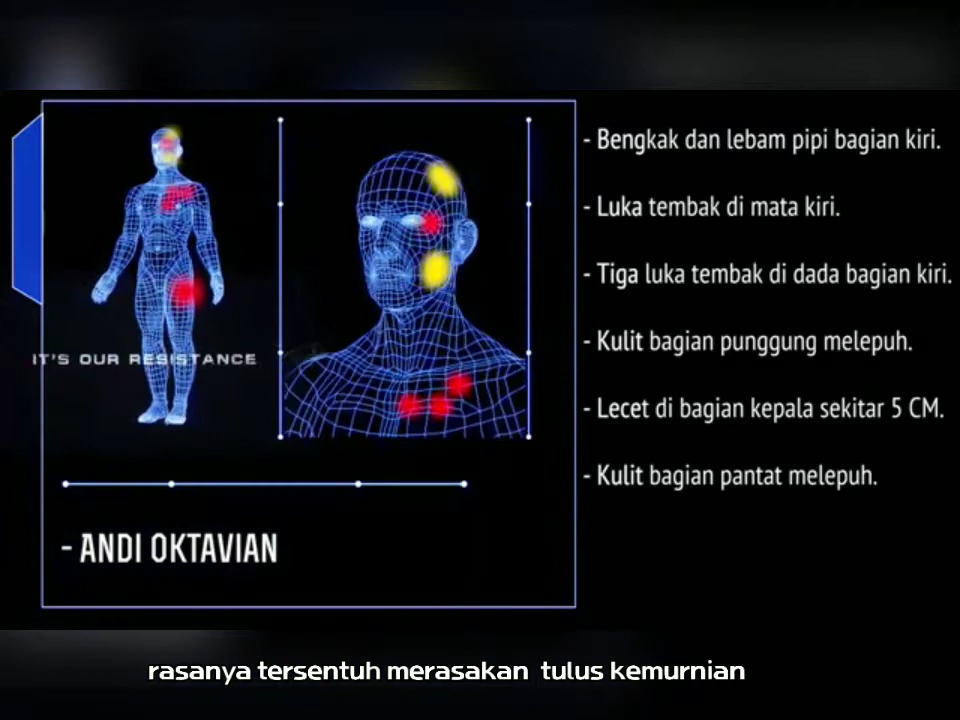 - Bengkak dan lebam pipi bagian kiri.
- Luka tembak di mata kiri.
- Tiga luka tembak di dada bagian kiri.
- Kulit bagian punggung melepuh.
IT'S OUR RESISTANCE
- Lecet di bagian kepala sekitar 5 CM.
- Kulit bagian pantat melepuh.
- ANDI OKTAVIAN
rasanya tersentuh merasakan tulus kemurnian